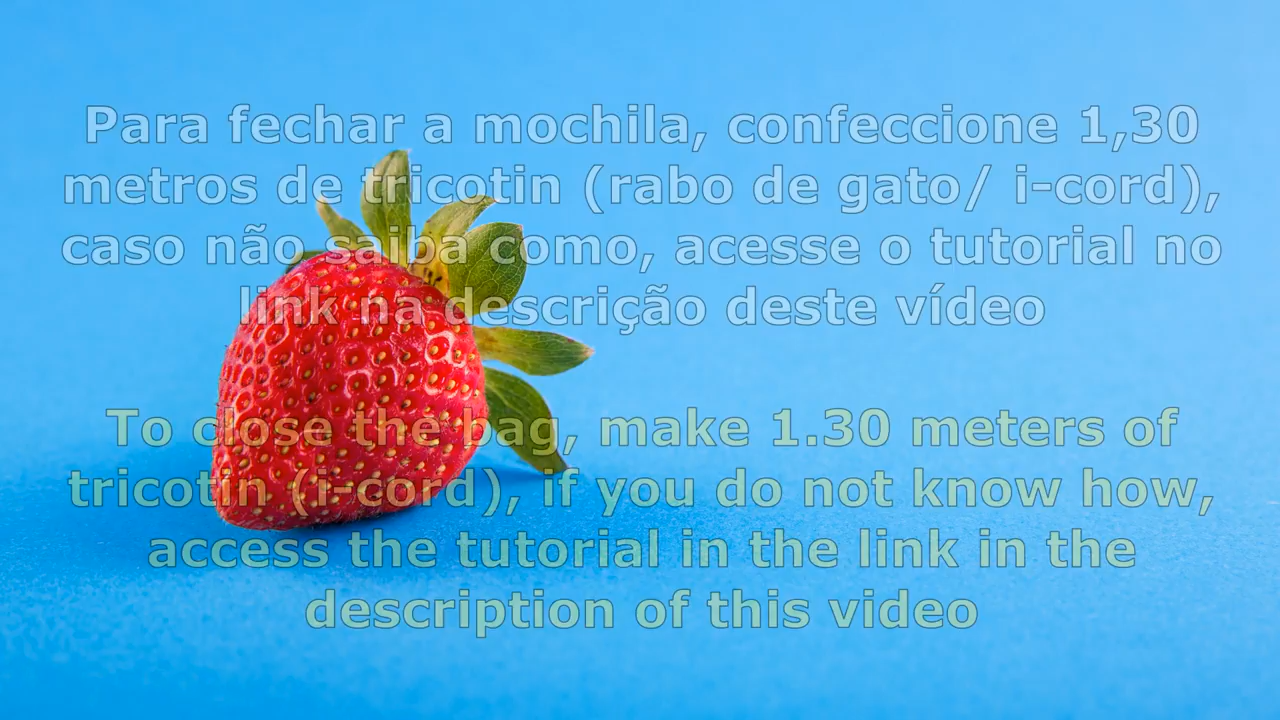 Para fechar a mochila, confeccione 1,30
metros de tricotin (rabo de gato/ i-cord),
caso não saiba como, acesse o tutorial no
link na descrição deste vídeo
To close the bag, make 1.30 meters of
tricotin (i-cord), if you do not know how,
access the tutorial in the link in the
description of this video